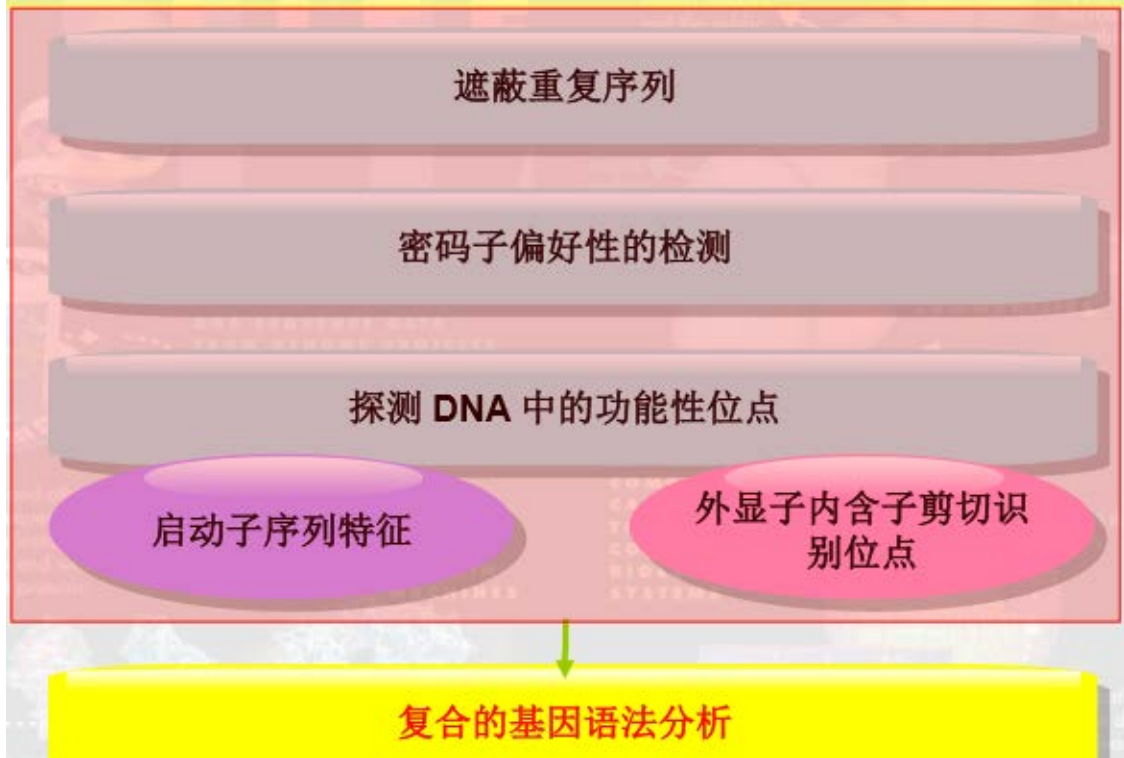 遮蔽重复序列
密码子偏好性的检测
探测 DNA 中的功能性位点
启动子序列特征
外显子内含子剪切识
别位点
复合的基因语法分析